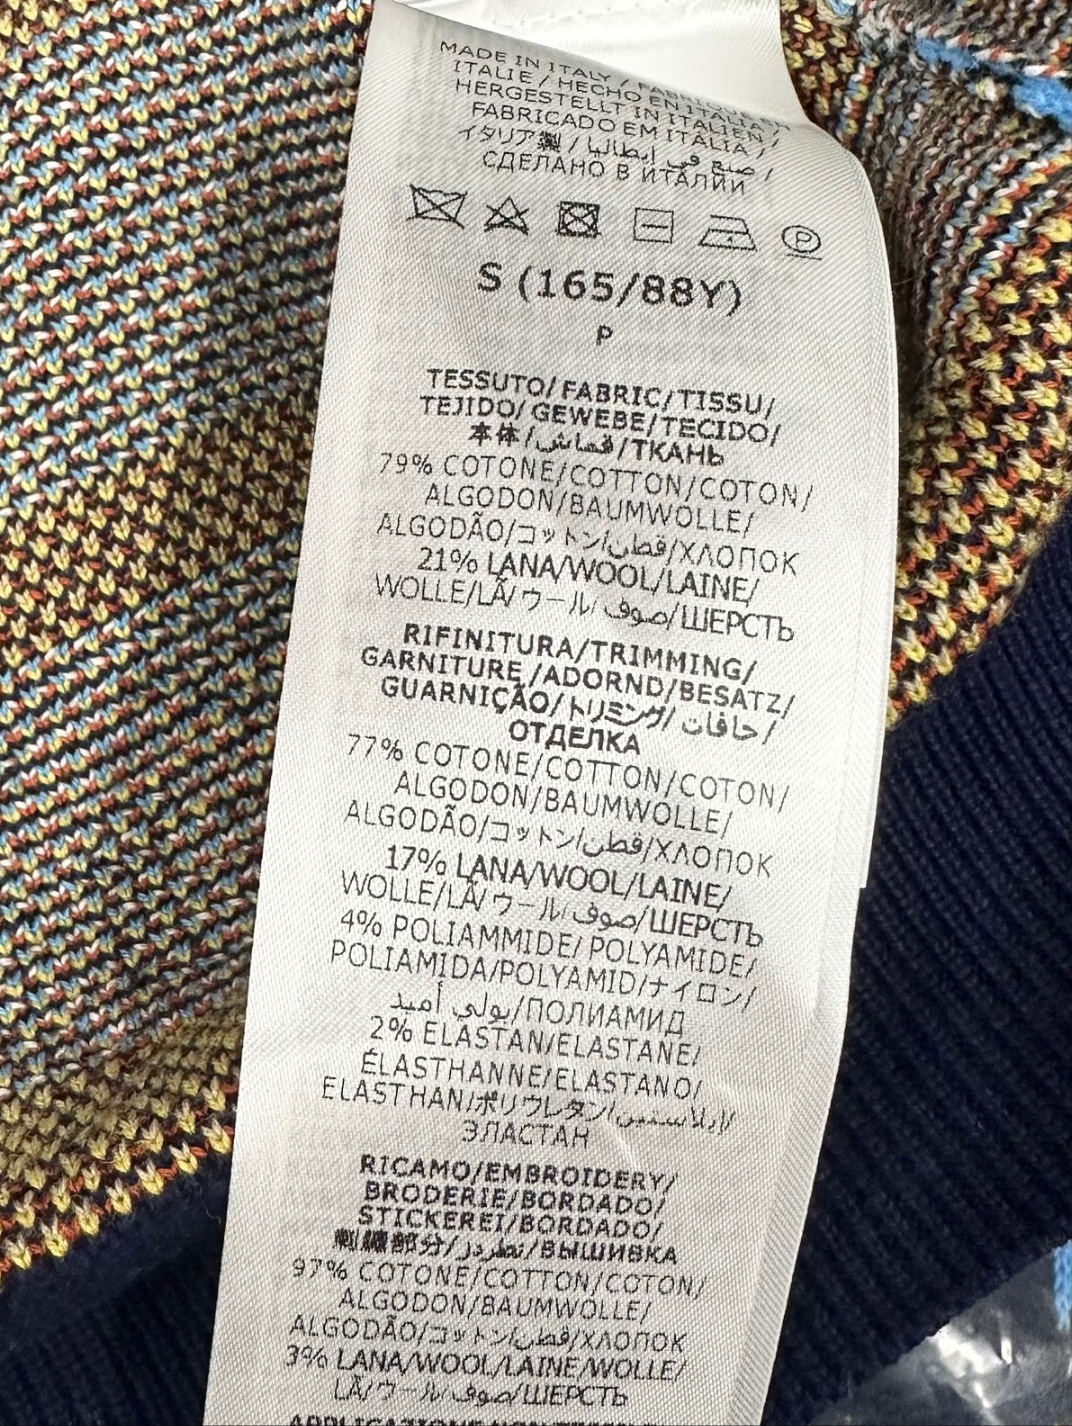 MADE IN ITALY / FABRIQUÉ EN
ITALIE / HECHO EN ITALIA /
HERGESTELLT IN ITALIEN /
FABRICADO EM ITALIA /
イタリア製 / صنع في إيطاليا /
СДЕЛАНО В ИТАЛИИ
P
S (165/88Y)
P
TESSUTO/FABRIC/TISSU/
TEJIDO/GEWEBE/TECIDO/
本体/قماش/ТКАНЬ
79% COTONE/COTTON/COTON/
ALGODON/BAUMWOLLE/
ALGODÃO/コットン/قطن/ХЛОПОК
21% LANA/WOOL/LAINE/
WOLLE/LÃ/ウール/صوف/ШЕРСТЬ
RIFINITURA/TRIMMING/
GARNITURE/ADORND/BESATZ/
GUARNIÇÃO/トリミング/حافات/
ОТДЕЛКА
77% COTONE/COTTON/COTON/
ALGODON/BAUMWOLLE/
ALGODÃO/コットン/قطن/ХЛОПОК
17% LANA/WOOL/LAINE/
WOLLE/LÃ/ウール/صوف/ШЕРСТЬ
4% POLIAMMIDE/POLYAMIDE/
POLIAMIDA/POLYAMID/ナイロン/
بولي أميد/ПОЛИАМИД
2% ELASTAN/ELASTANE/
ÉLASTHANNE/ELASTANO/
ELASTHAN/ポリウレタン/إيلاستين/
ЭЛАСТАН
RICAMO/EMBROIDERY/
BRODERIE/BORDADO/
STICKEREI/BORDADO/
刺繍部分/تطريز/ВЫШИВКА
97% COTONE/COTTON/COTON/
ALGODON/BAUMWOLLE/
ALGODÃO/コットン/قطن/ХЛОПОК
3% LANA/WOOL/LAINE/WOLLE/
LÃ/ウール/صوف/ШЕРСТЬ